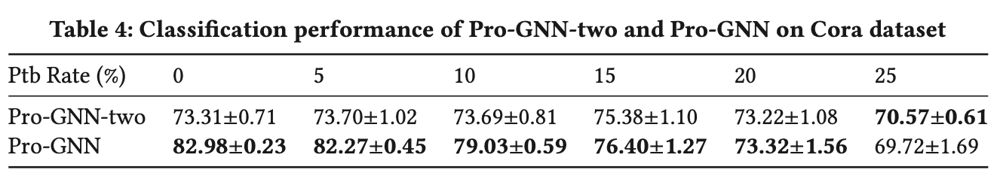 Table 4: Classification performance of Pro-GNN-two and Pro-GNN on Cora dataset
Ptb Rate (%) 0 5 10 15 20 25
Pro-GNN-two 73.31±0.71 73.70±1.02 73.69±0.81 75.38±1.10 73.22±1.08 70.57±0.61
Pro-GNN 82.98±0.23 82.27±0.45 79.03±0.59 76.40±1.27 73.32±1.56 69.72±1.69